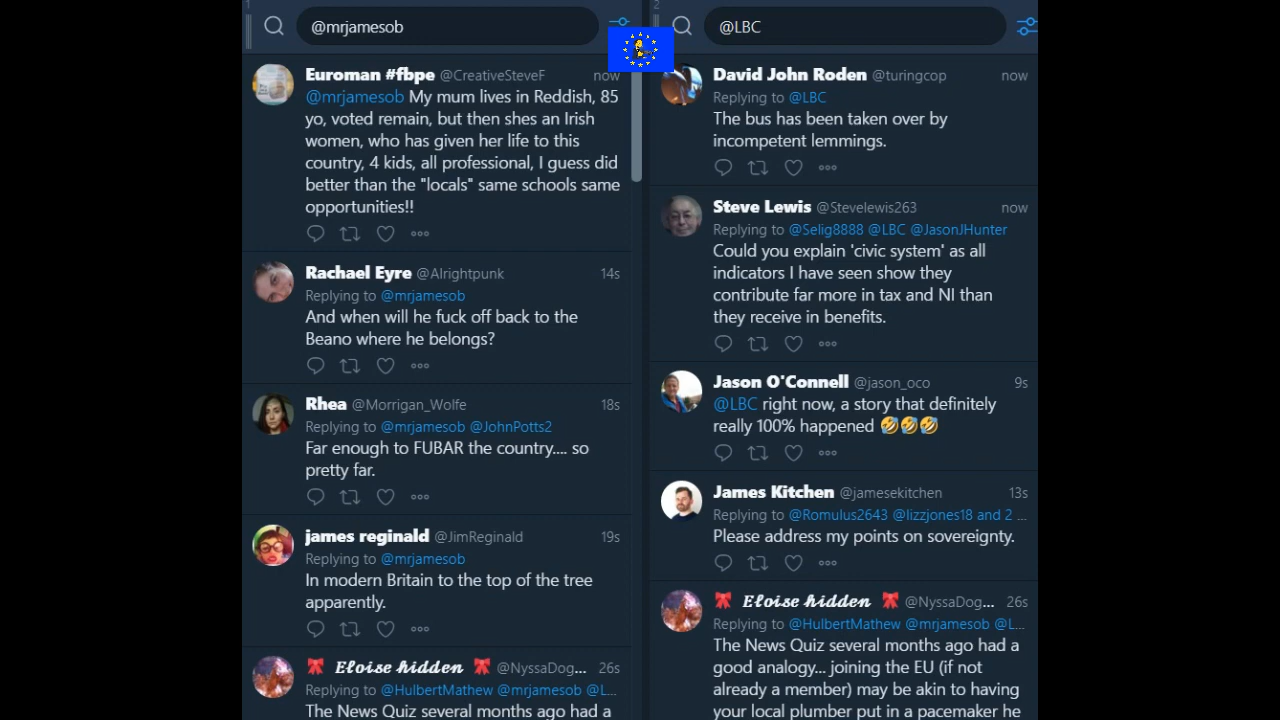 1
@mrjamesob
Euroman #fbpe @CreativeSteveF now
@mrjamesob My mum lives in Reddish, 85
yo, voted remain, but then shes an Irish
women, who has given her life to this
country, 4 kids, all professional, I guess did
better than the "locals" same schools same
opportunities!!
Rachael Eyre @Alrightpunk 14s
Replying to @mrjamesob
And when will he fuck off back to the
Beano where he belongs?
Rhea @Morrigan_Wolfe 18s
Replying to @mrjamesob @JohnPotts2
Far enough to FUBAR the country.... so
pretty far.
james reginald @JimReginald 19s
Replying to @mrjamesob
In modern Britain to the top of the tree
apparently.
🎀 𝓔𝓵𝓸𝓲𝓼𝓮 𝓱𝓲𝓭𝓭𝓮𝓷 🎀 @NyssaDog... 26s
Replying to @HulbertMathew @mrjamesob @L...
The News Quiz several months ago had a
2
@LBC
David John Roden @turingcop now
Replying to @LBC
The bus has been taken over by
incompetent lemmings.
Steve Lewis @Stevelewis263 now
Replying to @Selig8888 @LBC @JasonJHunter
Could you explain 'civic system' as all
indicators I have seen show they
contribute far more in tax and NI than
they receive in benefits.
Jason O'Connell @jason_oco 9s
@LBC right now, a story that definitely
really 100% happened 🤣🤣🤣
James Kitchen @jamesekitchen 13s
Replying to @Romulus2643 @lizzjones18 and 2 ...
Please address my points on sovereignty.
🎀 𝓔𝓵𝓸𝓲𝓼𝓮 𝓱𝓲𝓭𝓭𝓮𝓷 🎀 @NyssaDog... 26s
Replying to @HulbertMathew @mrjamesob @L...
The News Quiz several months ago had a
good analogy... joining the EU (if not
already a member) may be akin to having
your local plumber put in a pacemaker he